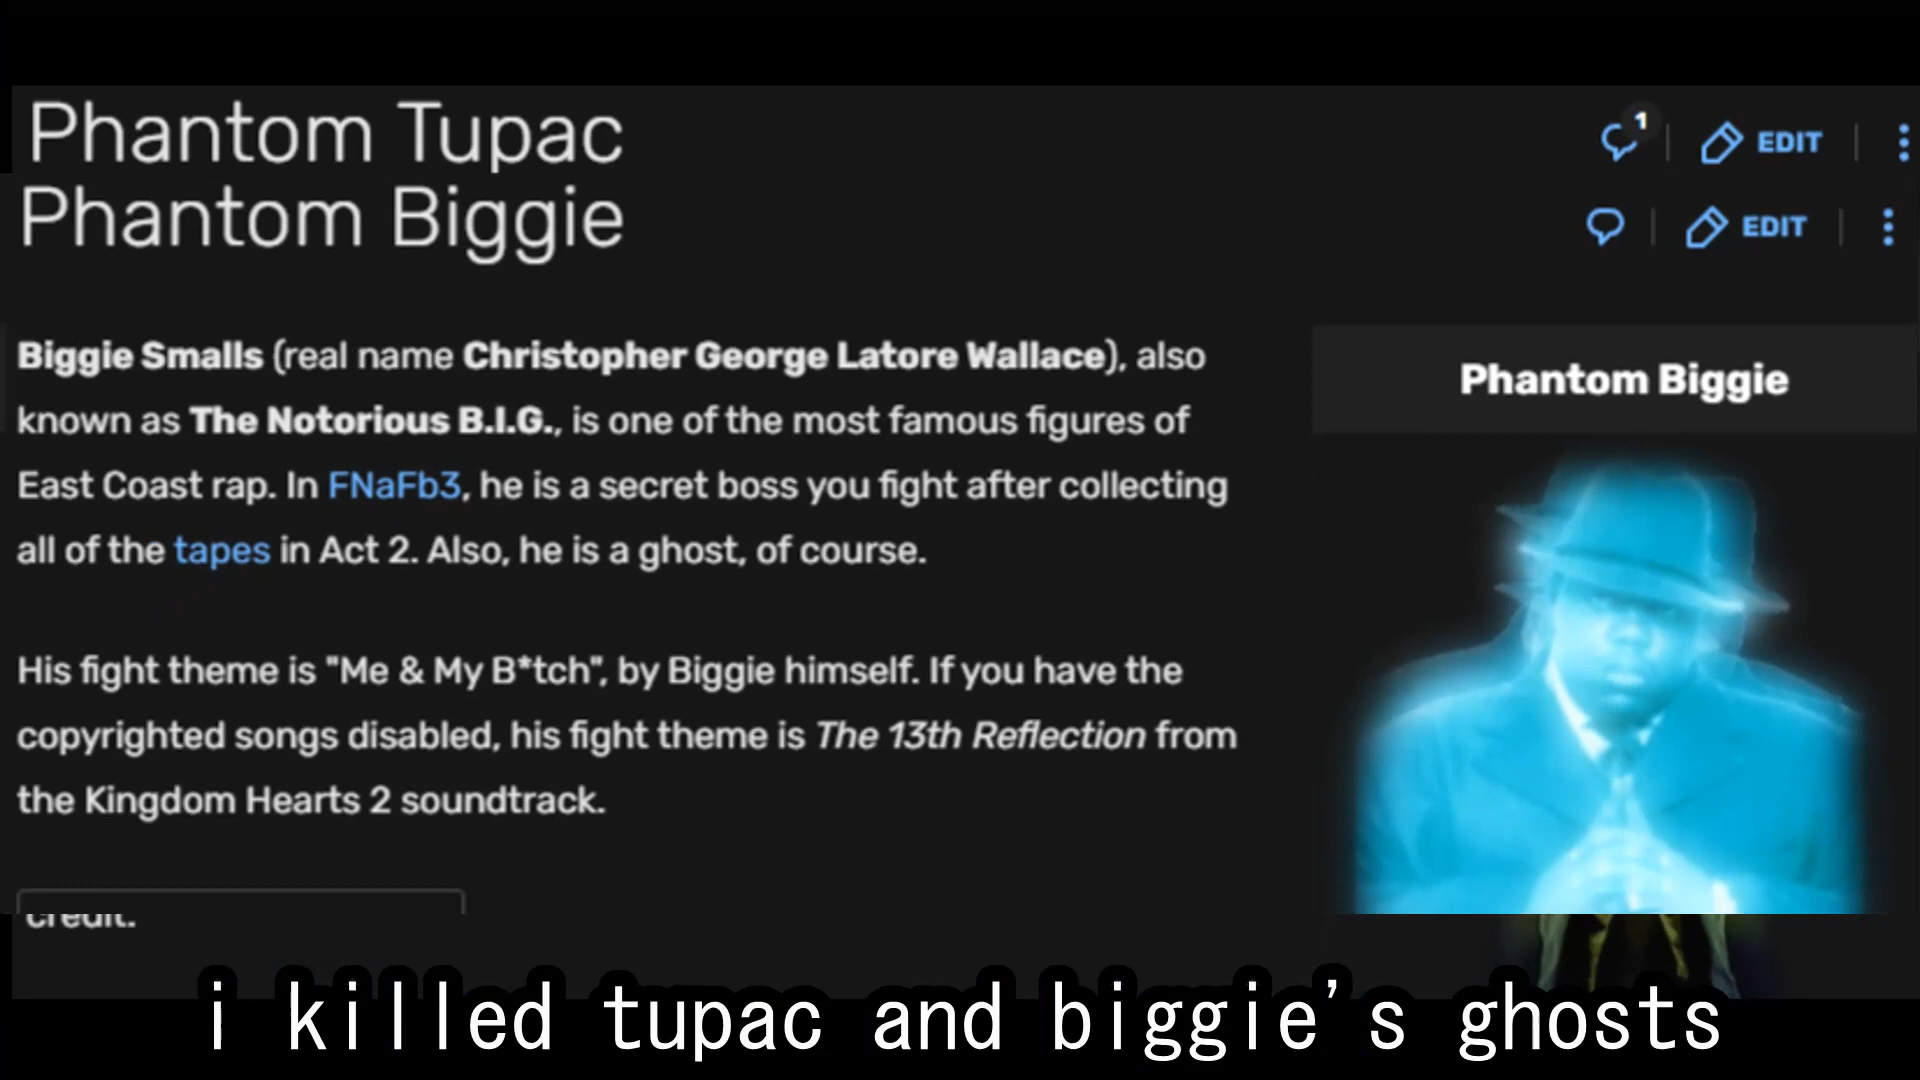 Phantom Tupac
1
EDIT
Phantom Biggie
EDIT
Biggie Smalls (real name Christopher George Latore Wallace), also
known as The Notorious B.I.G., is one of the most famous figures of
East Coast rap. In FNaFb3, he is a secret boss you fight after collecting
all of the tapes in Act 2. Also, he is a ghost, of course.
His fight theme is "Me & My B*tch", by Biggie himself. If you have the
copyrighted songs disabled, his fight theme is The 13th Reflection from
the Kingdom Hearts 2 soundtrack.
Phantom Biggie
credit.
i killed tupac and biggie's ghosts